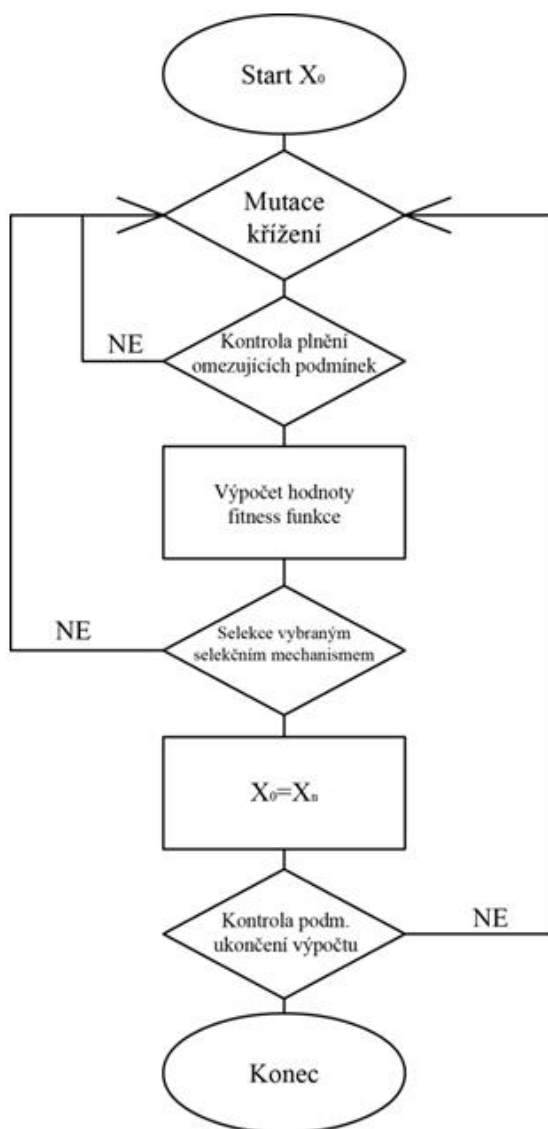 Start X₀
Mutace
křížení
Kontrola plnění
omezujících podmínek
NE
Výpočet hodnoty
fitness funkce
Selekce vybraným
selekčním mechanismem
NE
X₀=Xₙ
Kontrola podm.
ukončení výpočtu
NE
Konec